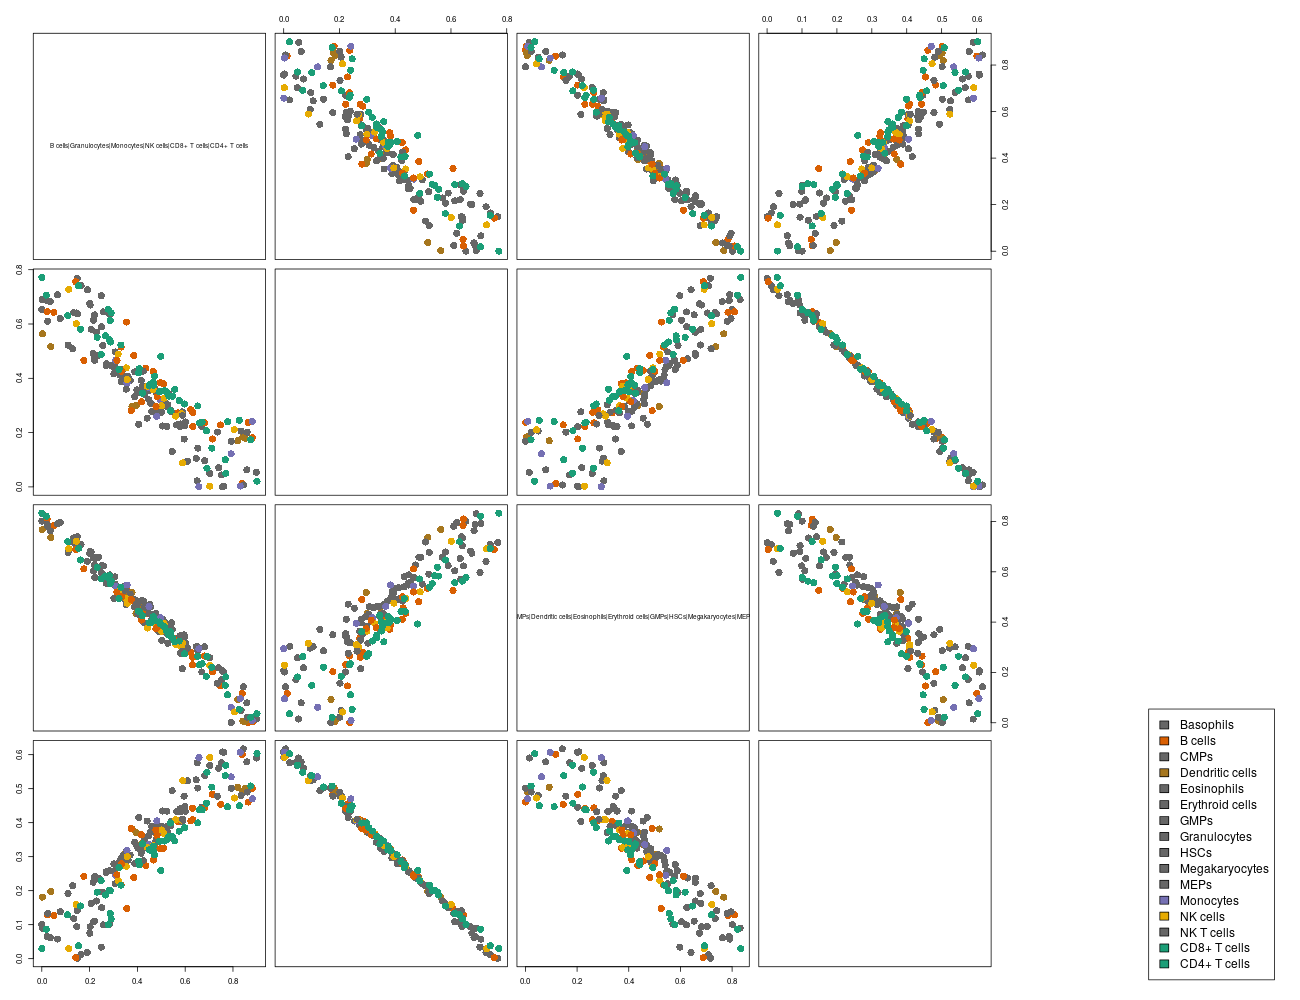 0.0 0.2 0.4 0.6 0.8
0.0 0.1 0.2 0.3 0.4 0.5 0.6
B cells|Granulocytes|Monocytes|NK cells|CD8+ T cells|CD4+ T cells
0.0 0.2 0.4 0.6 0.8
0.0 0.2 0.4 0.6 0.8
MPs|Dendritic cells|Eosinophils|Erythroid cells|GMPs|HSCs|Megakaryocytes|MEP
0.0 0.2 0.4 0.6 0.8
0.0 0.1 0.2 0.3 0.4 0.5 0.6
0.0 0.2 0.4 0.6 0.8
0.0 0.2 0.4 0.6 0.8
Basophils
B cells
CMPs
Dendritic cells
Eosinophils
Erythroid cells
GMPs
Granulocytes
HSCs
Megakaryocytes
MEPs
Monocytes
NK cells
NK T cells
CD8+ T cells
CD4+ T cells